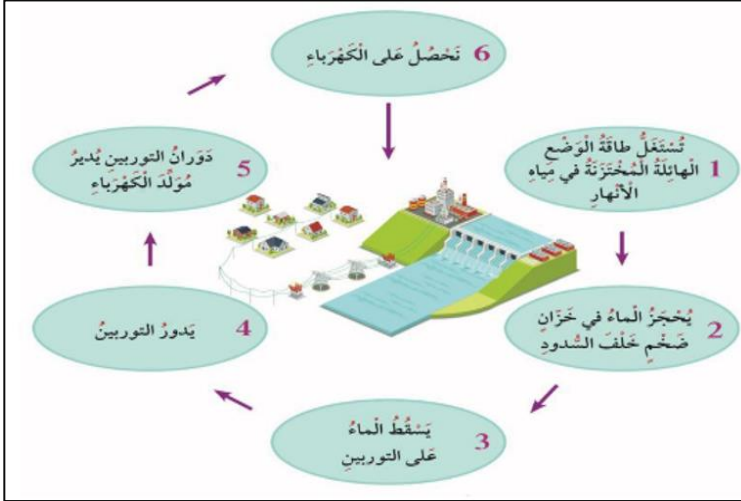 1 تُسْتَغَلُّ طاقَةُ الْوَضْعِ
الْهائِلَةُ الْمُخْتَزَنَةُ في مِياهِ
الْأَنْهارِ
2 يُحْجَزُ الْماءُ في خَزّانٍ
ضَخْمٍ خَلْفَ السُّدودِ
3 يَسْقُطُ الْماءُ
عَلى التوربينِ
4 يَدورُ التوربينُ
5 دَوَرانُ التوربينِ يُديرُ
مُوَلِّدَ الْكَهْرَباءِ
6 نَحْصُلُ عَلى الْكَهْرَباءِ